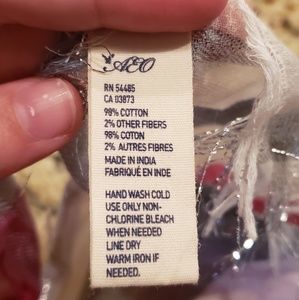 AEO
RN 54485
CA 03873
98% COTTON
2% OTHER FIBERS
98% COTON
2% AUTRES FIBRES
MADE IN INDIA
FABRIQUÉ EN INDE
HAND WASH COLD
USE ONLY NON-
CHLORINE BLEACH
WHEN NEEDED
LINE DRY
WARM IRON IF
NEEDED.